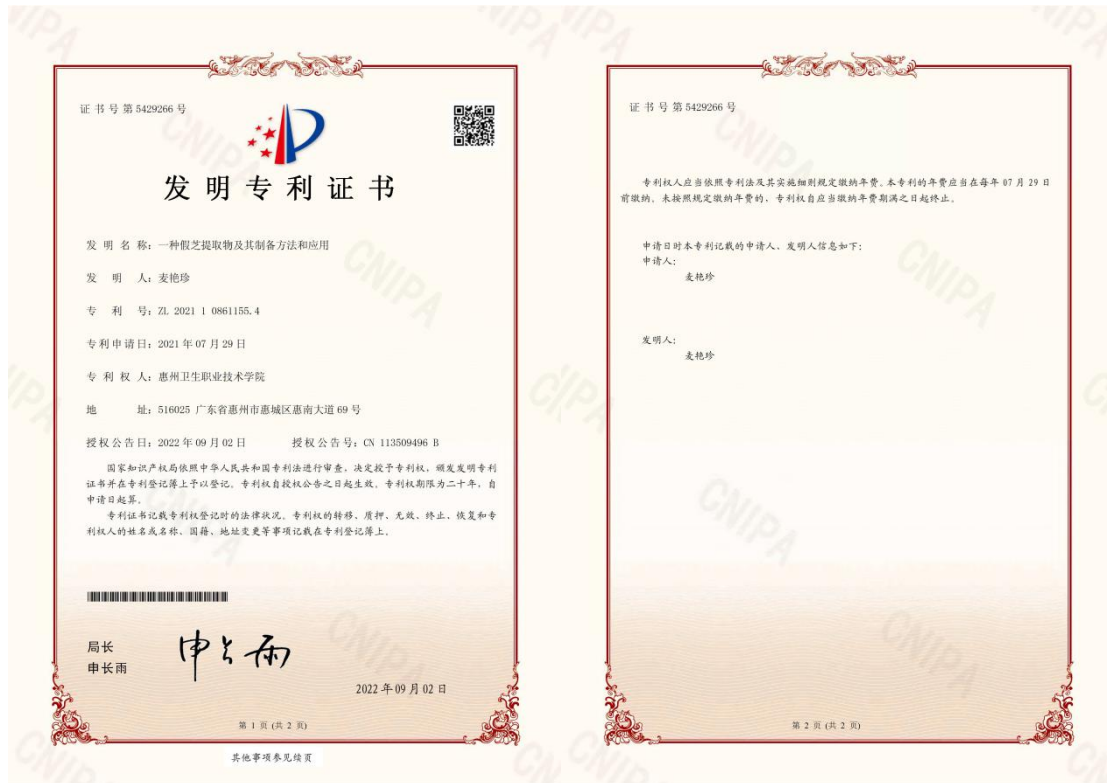 证书号第5429266号
发明专利证书
发明名称：一种假芝提取物及其制备方法和应用
发明人：麦艳珍
专利号：ZL 2021 1 0861155.4
专利申请日：2021年07月29日
专利权人：惠州卫生职业技术学院
地址：516025 广东省惠州市惠城区惠南大道69号
授权公告日：2022年09月02日 授权公告号：CN 113509496 B
国家知识产权局依照中华人民共和国专利法进行审查，决定授予专利权，颁发发明专利
证书并在专利登记簿上予以登记。专利权自授权公告之日起生效。专利权期限为二十年，自
申请日起算。
专利证书记载专利权登记时的法律状况。专利权的转移、质押、无效、终止、恢复和专
利权人的姓名或名称、国籍、地址变更等事项记载在专利登记簿上。
局长
申长雨
申长雨
2022年09月02日
第 1 页 (共 2 页)
其他事项参见续页
证书号第5429266号
专利权人应当依照专利法及其实施细则规定缴纳年费。本专利的年费应当在每年07月29日
前缴纳。未按照规定缴纳年费的，专利权自应当缴纳年费期满之日起终止。
申请日时本专利记载的申请人、发明人信息如下：
申请人：
麦艳珍
发明人：
麦艳珍
第 2 页 (共 2 页)
CNIPA